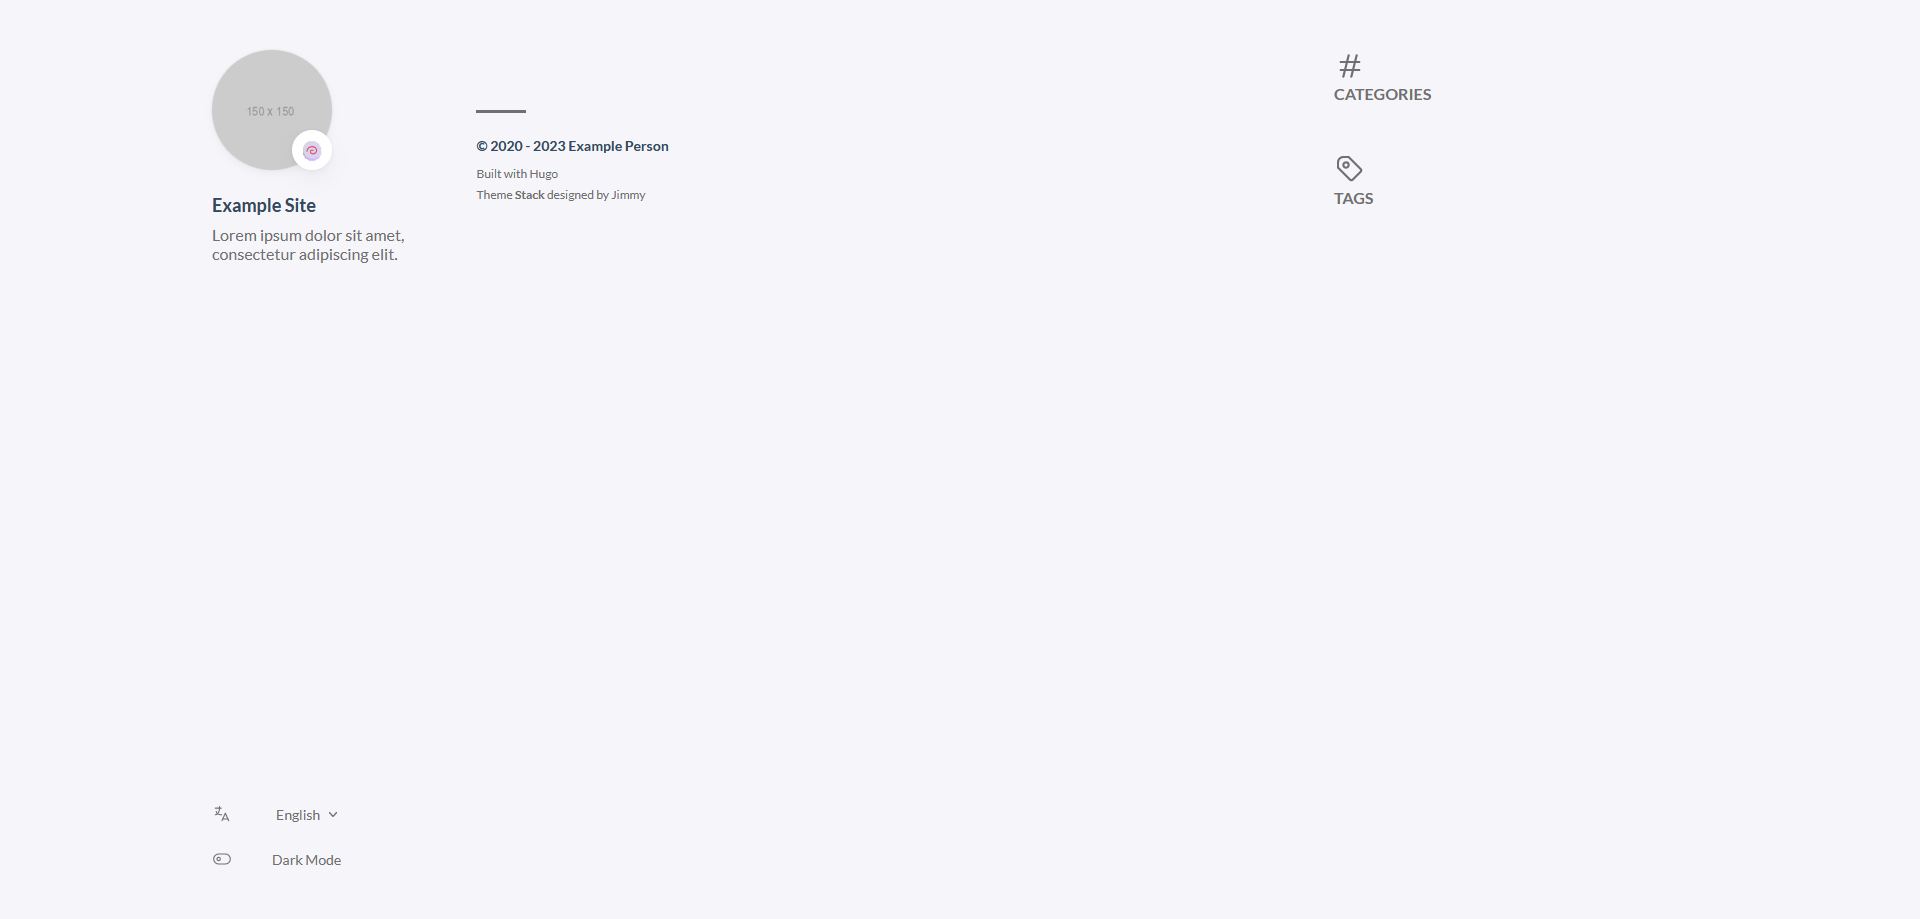 150 x 150
Example Site
Lorem ipsum dolor sit amet,
consectetur adipiscing elit.
English
Dark Mode
© 2020 - 2023 Example Person
Built with Hugo
Theme Stack designed by Jimmy
CATEGORIES
TAGS